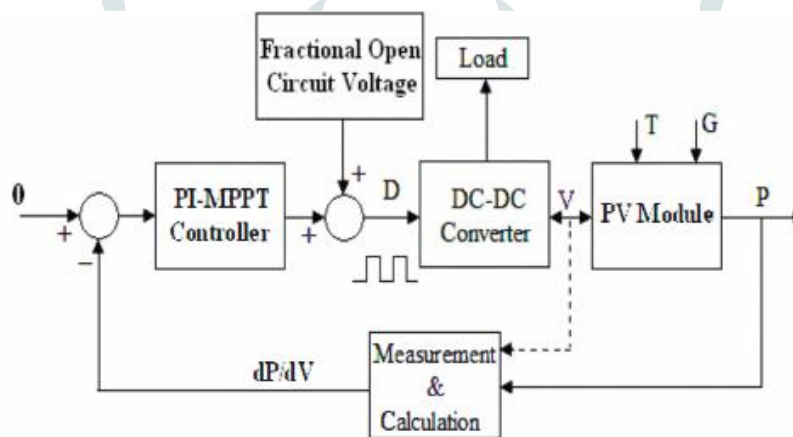 Fractional Open
Circuit Voltage
Load
T
G
0
+
−
PI-MPPT
Controller
+
+
D
DC-DC
Converter
V
PV Module
P
dP/dV
Measurement
&
Calculation